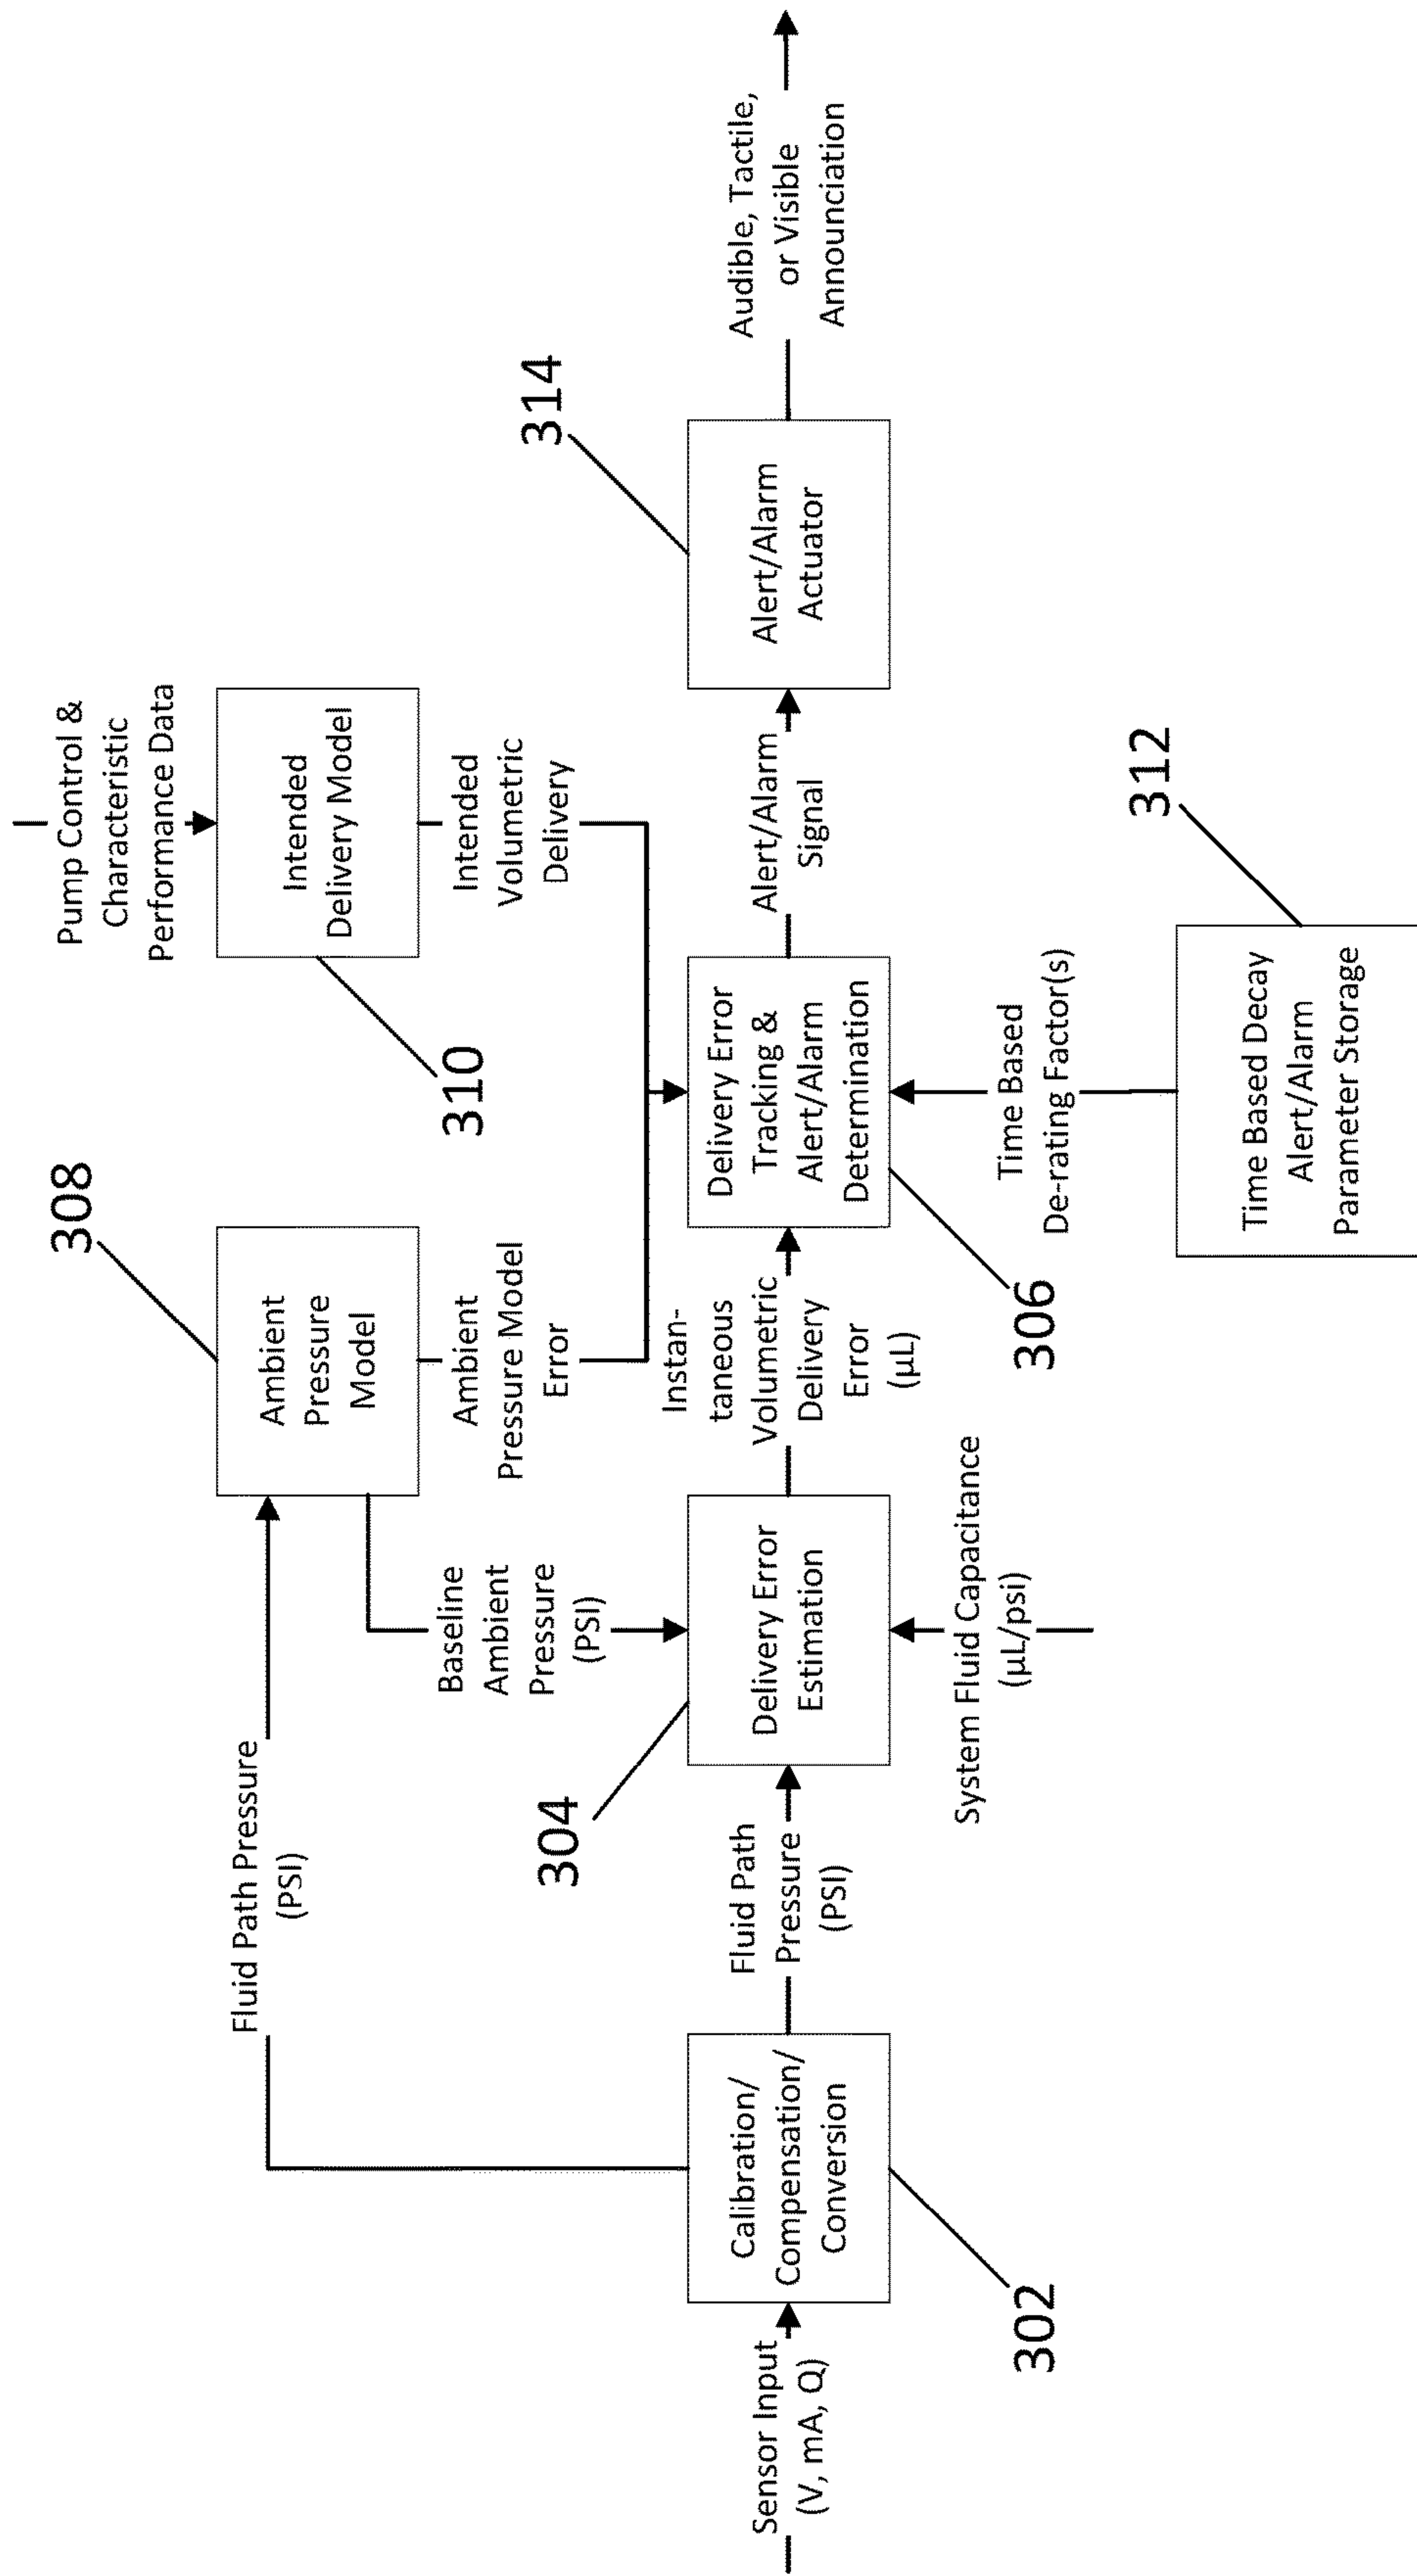 Pump Control &
Characteristic
Performance Data
308
Fluid Path Pressure
(PSI)
Ambient
Pressure
Model
Intended
Delivery Model
310
Baseline
Ambient
Pressure
(PSI)
Ambient
Pressure Model
Error
Intended
Volumetric
Delivery
314
304
Sensor Input
(V, mA, Q)
Calibration/
Compensation/
Conversion
Fluid Path
Pressure
(PSI)
Delivery Error
Estimation
Instan-
taneous
Volumetric
Delivery
Error
(µL)
Delivery Error
Tracking &
Alert/Alarm
Determination
Alert/Alarm
Signal
Alert/Alarm
Actuator
Audible, Tactile,
or Visible
Announciation
302
System Fluid Capacitance
(µL/psi)
306
Time Based
De-rating Factor(s)
312
Time Based Decay
Alert/Alarm
Parameter Storage